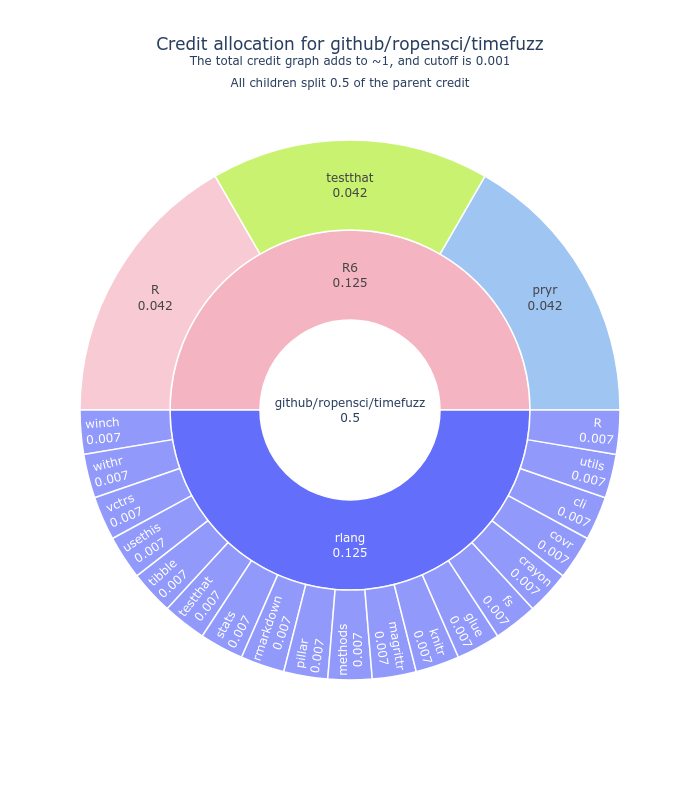 Credit allocation for github/ropensci/timefuzz
The total credit graph adds to ~1, and cutoff is 0.001
All children split 0.5 of the parent credit
testthat
0.042
R
0.042
R6
0.125
pryr
0.042
github/ropensci/timefuzz
0.5
rlang
0.125
R
0.007
utils
0.007
cli
0.007
covr
0.007
crayon
0.007
fs
0.007
glue
0.007
knitr
0.007
magrittr
0.007
methods
0.007
pillar
0.007
rmarkdown
0.007
stats
0.007
testthat
0.007
tibble
0.007
usethis
0.007
vctrs
0.007
withr
0.007
winch
0.007